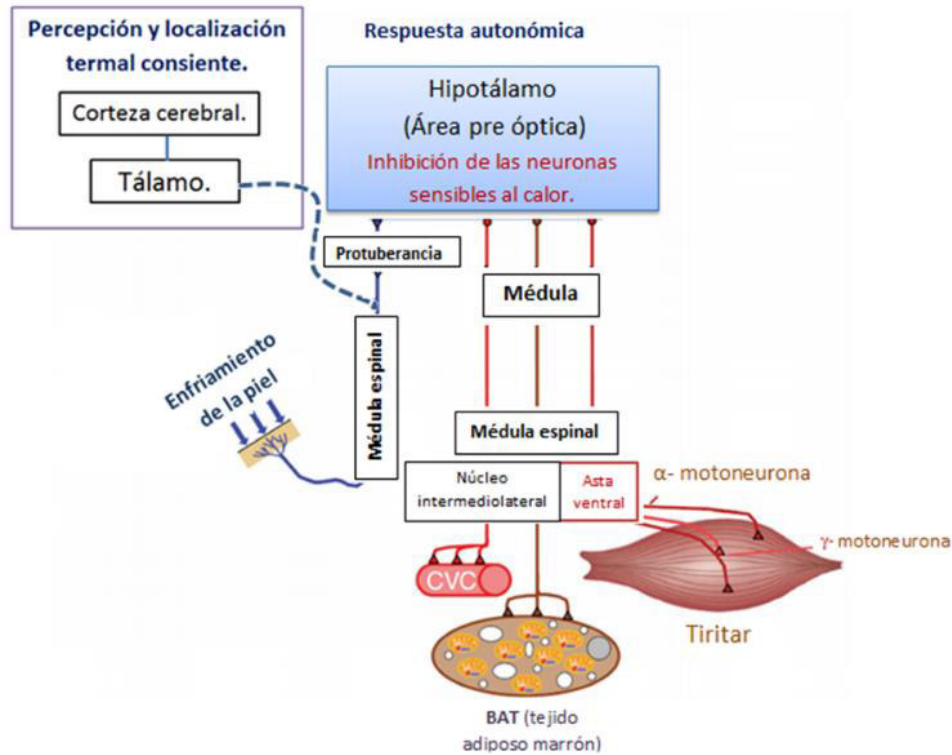 Percepción y localización
termal consiente.
Corteza cerebral.
Tálamo.
Respuesta autonómica
Hipotálamo
(Área pre óptica)
Inhibición de las neuronas
sensibles al calor.
Protuberancia
Médula
Enfriamiento
de la piel
Médula espinal
Médula espinal
Núcleo
intermediolateral
Asta
ventral
α- motoneurona
γ- motoneurona
CVC
Tiritar
BAT (tejido
adiposo marrón)